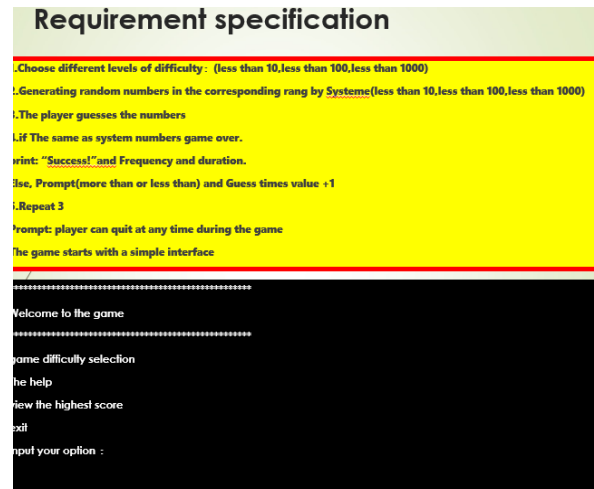 Requirement specification
.Choose different levels of difficulty：(less than 10,less than 100,less than 1000)
.Generating random numbers in the corresponding rang by Systeme(less than 10,less than 100,less than 1000)
.The player guesses the numbers
.if The same as system numbers game over.
print: “Success!”and Frequency and duration.
Else, Prompt(more than or less than) and Guess times value +1
.Repeat 3
Prompt: player can quit at any time during the game
The game starts with a simple interface
**************************************************
Welcome to the game
**************************************************
game difficulty selection
the help
view the highest score
exit
input your option ：